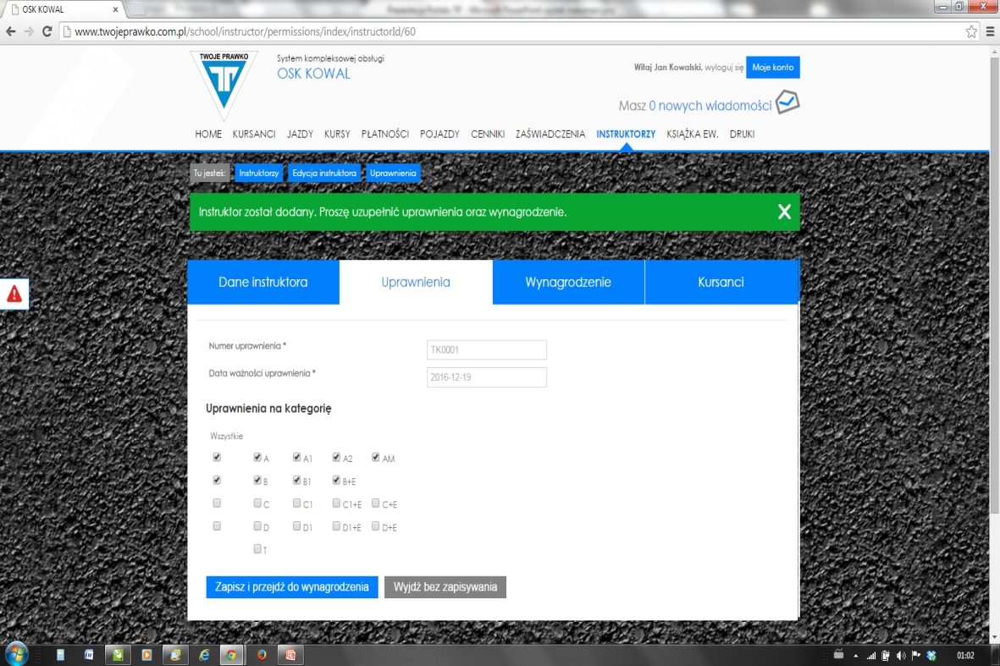 OSK KOWAL
www.twojeprawko.com.pl/school/instructor/permissions/index/instructorId/60
TWOJE PRAWKO
System kompleksowej obsługi
OSK KOWAL
Witaj Jan Kowalski, wyloguj się Moje konto
Masz 0 nowych wiadomości
HOME KURSANCI JAZDY KURSY PŁATNOŚCI POJAZDY CENNIKI ZAŚWIADCZENIA INSTRUKTORZY KSIĄŻKA EW. DRUKI
Tu jesteś: Instruktorzy Edycja instruktora Uprawnienia
Instruktor został dodany. Proszę uzupełnić uprawnienia oraz wynagrodzenie.
Dane instruktora Uprawnienia Wynagrodzenie Kursanci
Numer uprawnienia * TK0001
Data ważności uprawnienia * 2016-12-19
Uprawnienia na kategorię
Wszystkie
A A1 A2 AM
B B1 B+E
C C1 C1+E C+E
D D1 D1+E D+E
T
Zapisz i przejdź do wynagrodzenia Wyjdź bez zapisywania
01:02